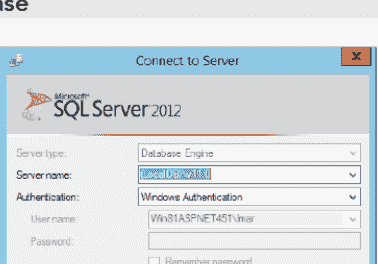 ase
Connect to Server
x
Microsoft®
SQL Server 2012
Server type: Database Engine
Server name:
Authentication: Windows Authentication
User name: Win81ASPNET451\Imar
Password:
Remember password